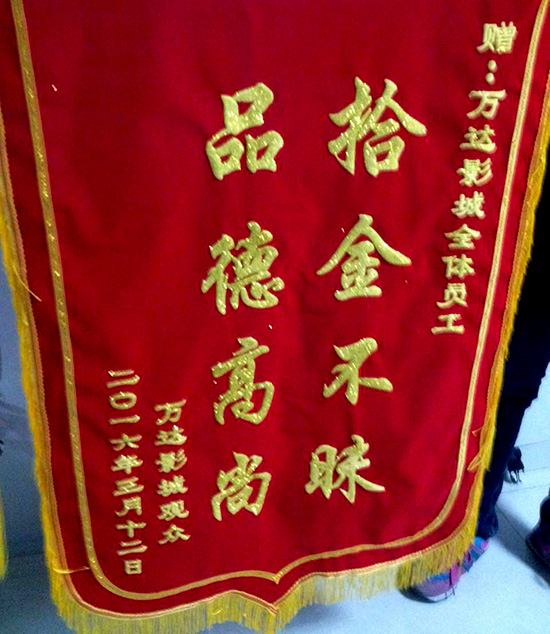 赠：万达影城全体员工
拾金不昧
品德高尚
万达影城观众
二〇一六年三月十二日